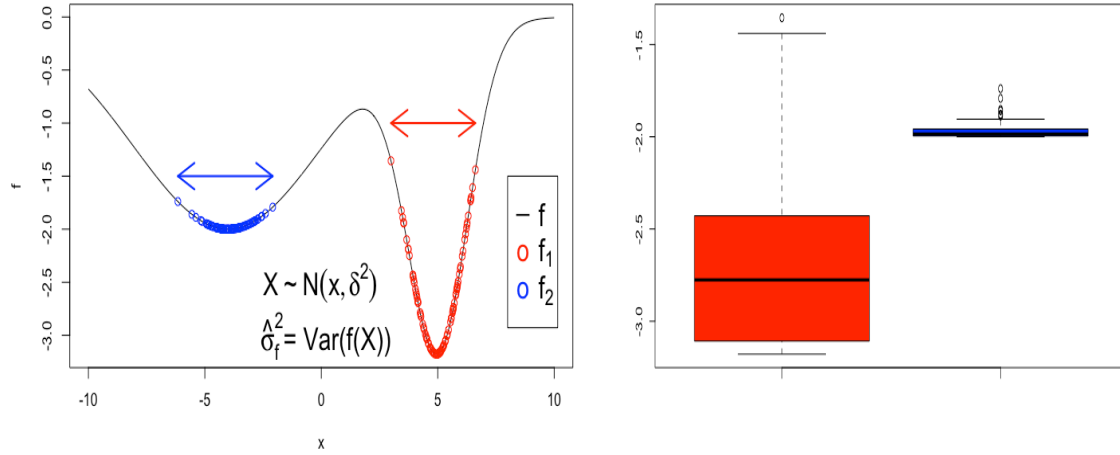 0.0
-0.5
-1.0
-1.5
-2.0
-2.5
-3.0
f
X ~ N(x, δ²)
σ̂²_f = Var(f(X))
− f
o f₁
o f₂
-10 -5 0 5 10
x
-1.5
-2.0
-2.5
-3.0